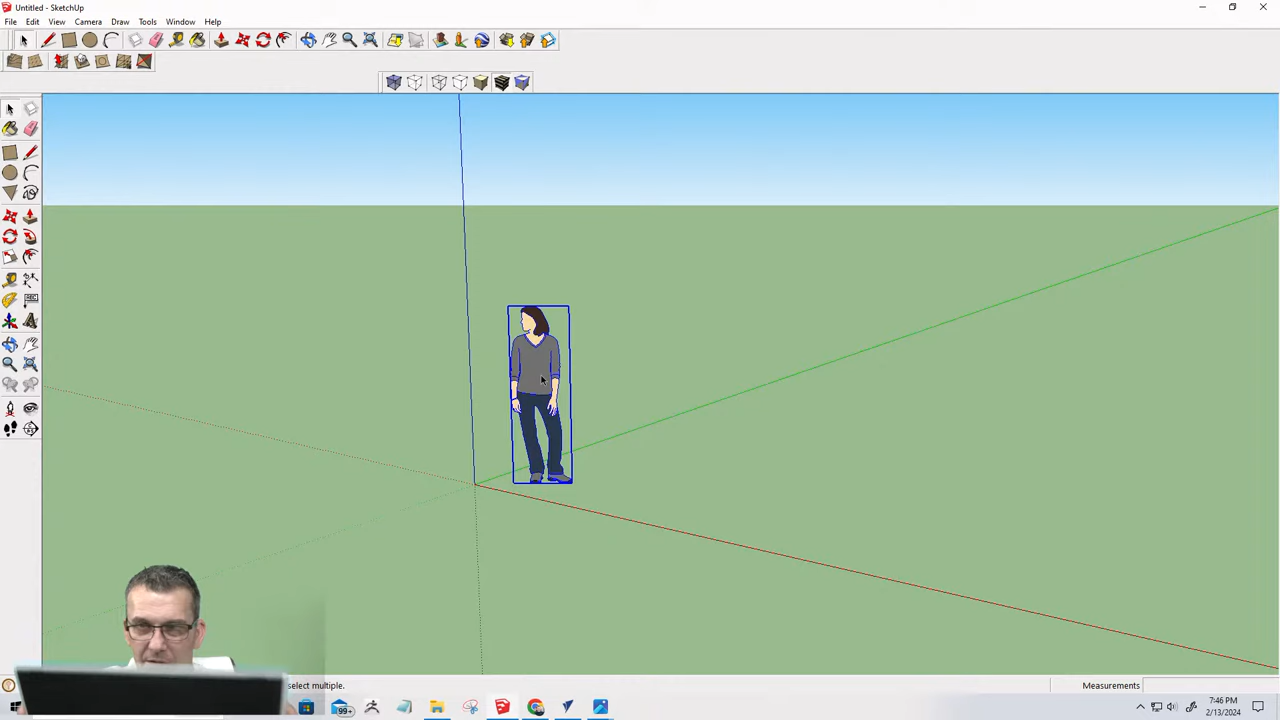 Untitled - SketchUp
File Edit View Camera Draw Tools Window Help
select multiple.
Measurements
99+
7:46 PM
2/13/2024